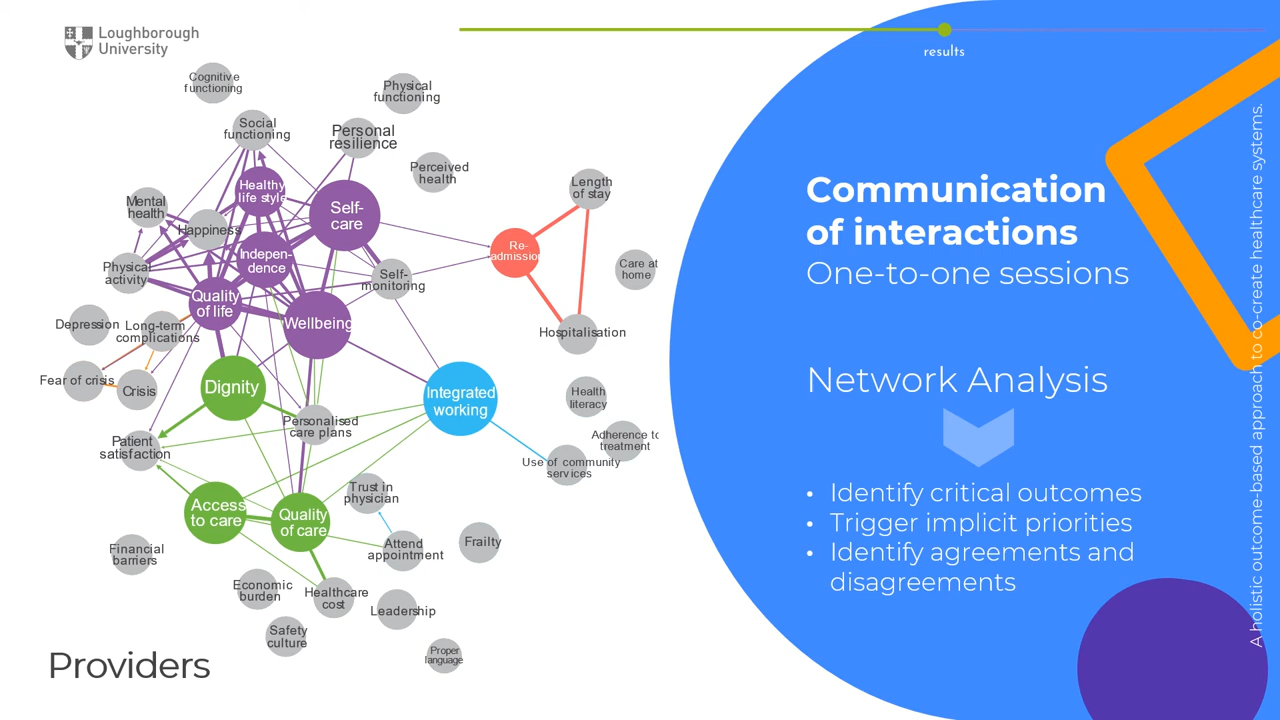 Loughborough
University
results
Cognitive
functioning
Physical
functioning
Social
functioning
Personal
resilience
Perceived
health
Length
of stay
Healthy
life style
Self-
care
Mental
health
Happiness
Re-
admission
Indepen-
dence
Care at
home
Physical
activity
Self-
monitoring
Quality
of life
Wellbeing
Depression
Long-term
complications
Hospitalisation
Fear of crisis
Crisis
Dignity
Integrated
working
Health
literacy
Personalised
care plans
Adherence to
treatment
Patient
satisfaction
Use of community
services
Trust in
physician
Access
to care
Quality
of care
Attend
appointment
Frailty
Financial
barriers
Economic
burden
Healthcare
cost
Leadership
Safety
culture
Proper
language
Providers
Communication
of interactions
One-to-one sessions
Network Analysis
• Identify critical outcomes
• Trigger implicit priorities
• Identify agreements and
disagreements
A holistic outcome-based approach to co-create healthcare systems.